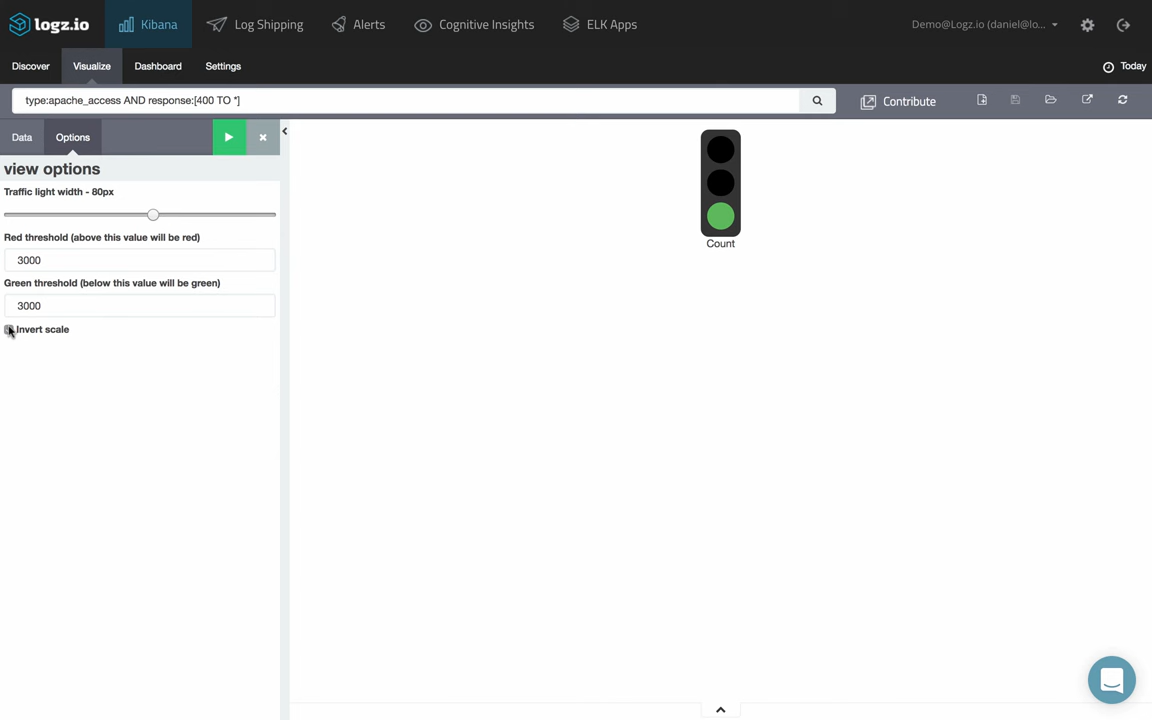 logz.io Kibana Log Shipping Alerts Cognitive Insights ELK Apps Demo@Logz.io (daniel@lo...
Discover Visualize Dashboard Settings Today
type:apache_access AND response:[400 TO *] Contribute
Data Options
view options
Traffic light width - 80px
Red threshold (above this value will be red)
3000
Green threshold (below this value will be green)
3000
Invert scale
Count